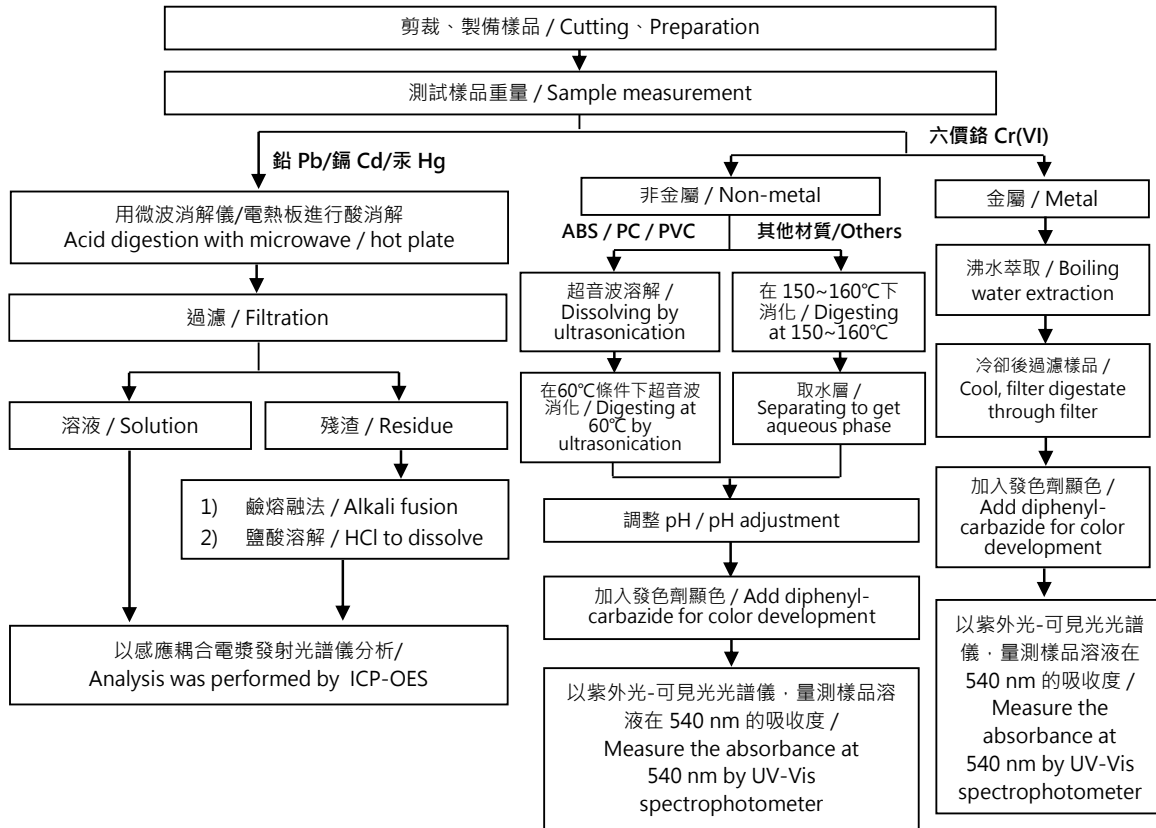 剪裁、製備樣品 / Cutting、Preparation
測試樣品重量 / Sample measurement
鉛 Pb/鎘 Cd/汞 Hg
六價鉻 Cr(VI)
用微波消解儀/電熱板進行酸消解
Acid digestion with microwave / hot plate
過濾 / Filtration
溶液 / Solution
殘渣 / Residue
1) 鹼熔融法 / Alkali fusion
2) 鹽酸溶解 / HCl to dissolve
以感應耦合電漿發射光譜儀分析/
Analysis was performed by ICP-OES
非金屬 / Non-metal
ABS / PC / PVC
其他材質/Others
超音波溶解 /
Dissolving by
ultrasonication
在60℃條件下超音波
消化 / Digesting at
60℃ by
ultrasonication
在 150~160℃下
消化 / Digesting
at 150~160℃
取水層 /
Separating to get
aqueous phase
調整 pH / pH adjustment
加入發色劑顯色 / Add diphenyl-
carbazide for color development
以紫外光-可見光光譜儀，量測樣品溶
液在 540 nm 的吸收度 /
Measure the absorbance at
540 nm by UV-Vis
spectrophotometer
金屬 / Metal
沸水萃取 / Boiling
water extraction
冷卻後過濾樣品 /
Cool, filter digestate
through filter
加入發色劑顯色 /
Add diphenyl-
carbazide for color
development
以紫外光-可見光光譜
儀，量測樣品溶液在
540 nm 的吸收度 /
Measure the
absorbance at
540 nm by UV-Vis
spectrophotometer